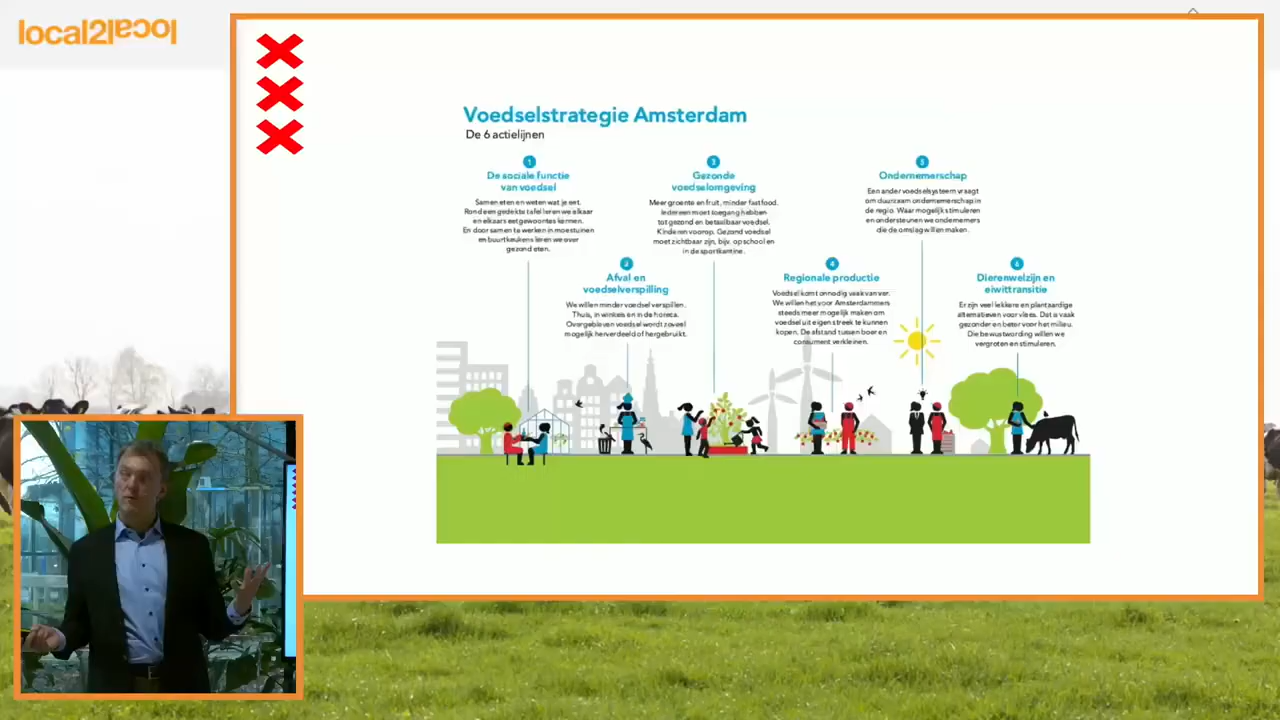 local2local
Voedselstrategie Amsterdam
De 6 actielijnen
1
De sociale functie
van voedsel
Samen eten en weten wat je eet.
Rond een gedekte tafel leren we elkaar
en elkaars eetgewoontes kennen.
En door samen te werken in moestuinen
en buurtkeukens leren we over
gezond eten.
2
Afval en
voedselverspilling
We willen minder voedsel verspillen.
Thuis, in winkels en in de horeca.
Overgebleven voedsel wordt zoveel
mogelijk herverdeeld of hergebruikt.
3
Gezonde
voedselomgeving
Meer groente en fruit, minder fastfood.
Iedereen moet toegang hebben
tot gezond en betaalbaar voedsel.
Kinderen voorop. Gezond voedsel
moet zichtbaar zijn, bijv. op school en
in de sportkantine.
4
Regionale productie
Voedsel komt onnodig vaak van ver.
We willen het voor Amsterdammers
steeds meer mogelijk maken om
voedsel uit eigen streek te kunnen
kopen. De afstand tussen boer en
consument verkleinen.
5
Ondernemerschap
Een ander voedselsysteem vraagt
om duurzaam ondernemerschap in
de regio. Waar mogelijk stimuleren
en ondersteunen we ondernemers
die de omslag willen maken.
6
Dierenwelzijn en
eiwittransitie
Er zijn veel lekkere en plantaardige
alternatieven voor vlees. Dat is vaak
gezonder en beter voor het milieu.
Die bewustwording willen we
vergroten en stimuleren.